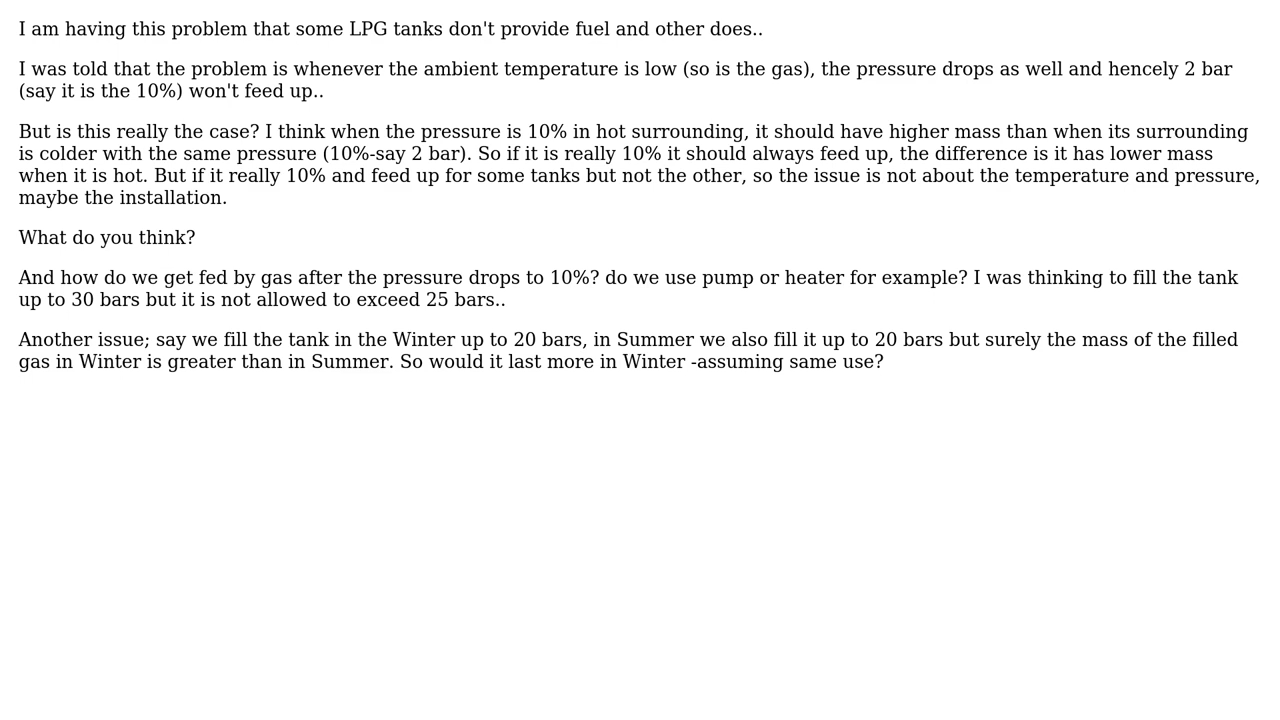 I am having this problem that some LPG tanks don't provide fuel and other does..
I was told that the problem is whenever the ambient temperature is low (so is the gas), the pressure drops as well and hencely 2 bar
(say it is the 10%) won't feed up..
But is this really the case? I think when the pressure is 10% in hot surrounding, it should have higher mass than when its surrounding
is colder with the same pressure (10%-say 2 bar). So if it is really 10% it should always feed up, the difference is it has lower mass
when it is hot. But if it really 10% and feed up for some tanks but not the other, so the issue is not about the temperature and pressure,
maybe the installation.
What do you think?
And how do we get fed by gas after the pressure drops to 10%? do we use pump or heater for example? I was thinking to fill the tank
up to 30 bars but it is not allowed to exceed 25 bars..
Another issue; say we fill the tank in the Winter up to 20 bars, in Summer we also fill it up to 20 bars but surely the mass of the filled
gas in Winter is greater than in Summer. So would it last more in Winter -assuming same use?